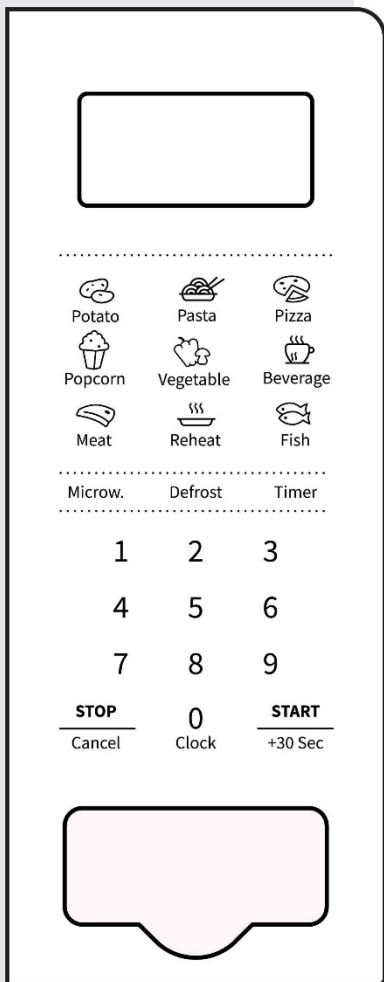 Potato Pasta Pizza
Popcorn Vegetable Beverage
Meat Reheat Fish
Microw. Defrost Timer
1 2 3
4 5 6
7 8 9
STOP 0 START
Cancel Clock +30 Sec